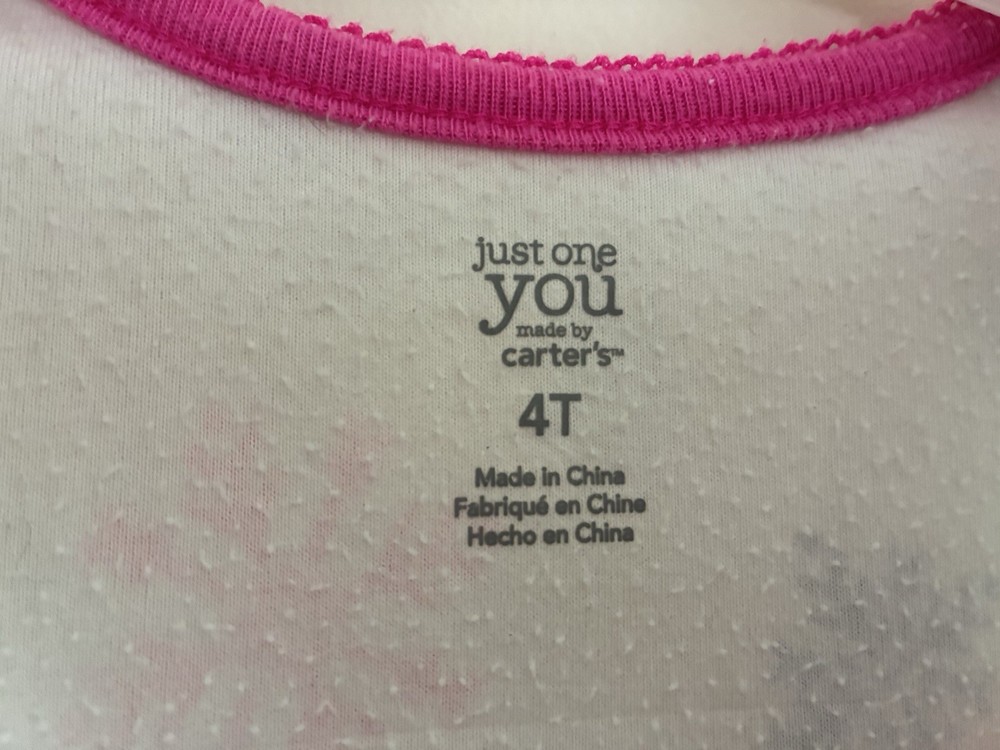 just one
you
made by
carter's™
4T
Made in China
Fabriqué en Chine
Hecho en China